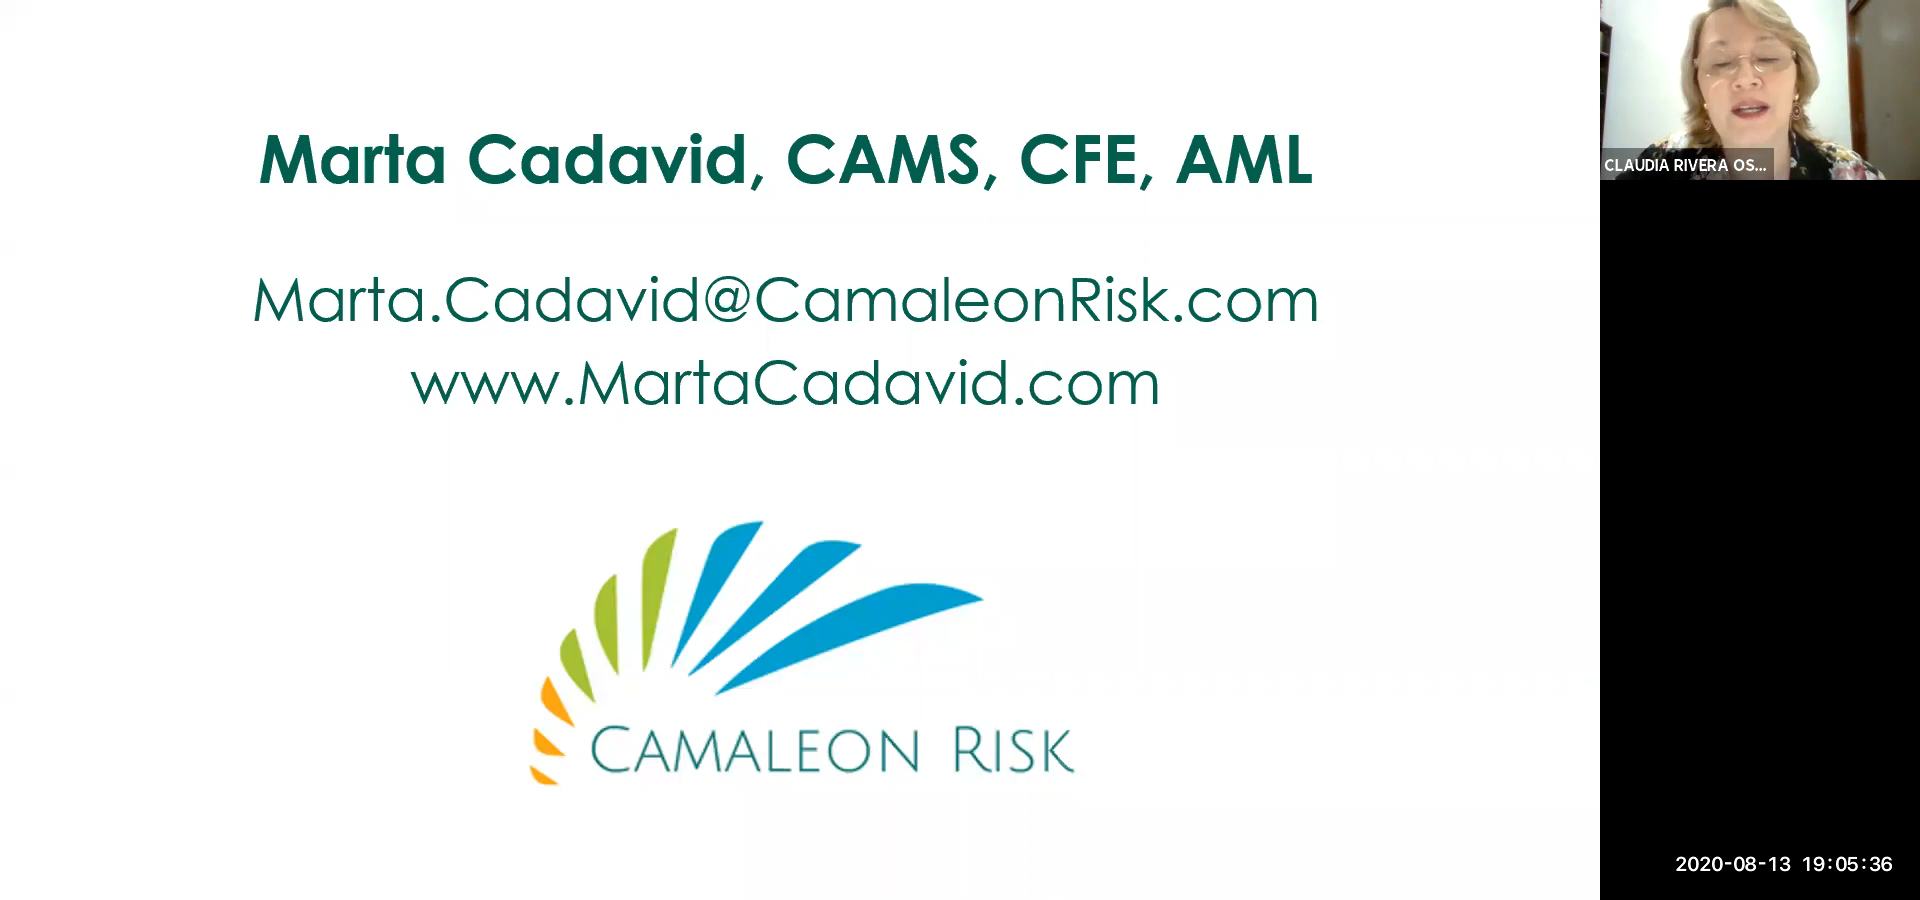 Marta Cadavid, CAMS, CFE, AML
Marta.Cadavid@CamaleonRisk.com
www.MartaCadavid.com
CAMALEON RISK
CLAUDIA RIVERA OS...
2020-08-13 19:05:36